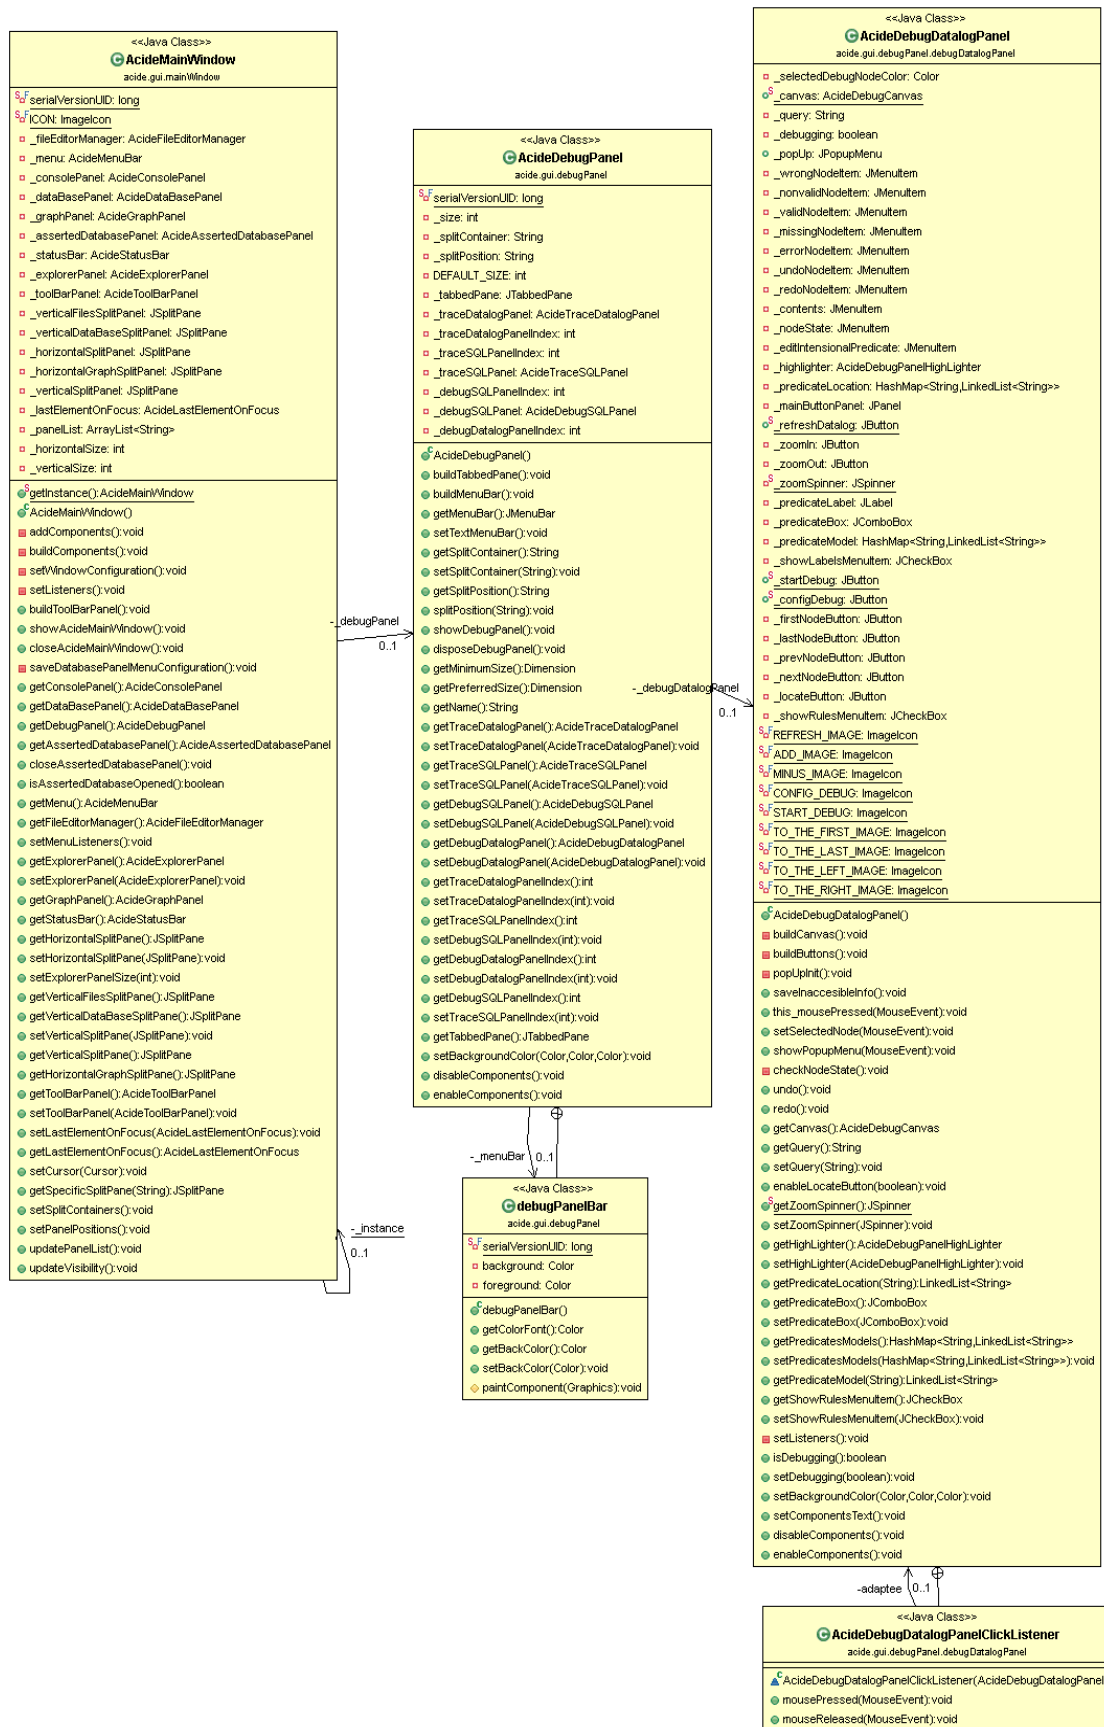 <<Java Class>>
AcideMainWindow
acide.gui.mainWindow
serialVersionUID: long
ICON: ImageIcon
_fileEditorManager: AcideFileEditorManager
_menu: AcideMenuBar
_consolePanel: AcideConsolePanel
_dataBasePanel: AcideDataBasePanel
_graphPanel: AcideGraphPanel
_assertedDatabasePanel: AcideAssertedDatabasePanel
_statusBar: AcideStatusBar
_explorerPanel: AcideExplorerPanel
_toolBarPanel: AcideToolBarPanel
_verticalFilesSplitPanel: JSplitPane
_verticalDataBaseSplitPanel: JSplitPane
_horizontalSplitPanel: JSplitPane
_horizontalGraphSplitPanel: JSplitPane
_verticalSplitPanel: JSplitPane
_lastElementOnFocus: AcideLastElementOnFocus
_panelList: ArrayList<String>
_horizontalSize: int
_verticalSize: int
getInstance():AcideMainWindow
AcideMainWindow()
addComponents():void
buildComponents():void
setWindowConfiguration():void
setListeners():void
buildToolBarPanel():void
showAcideMainWindow():void
closeAcideMainWindow():void
saveDatabasePanelMenuConfiguration():void
getConsolePanel():AcideConsolePanel
getDataBasePanel():AcideDataBasePanel
getDebugPanel():AcideDebugPanel
getAssertedDatabasePanel():AcideAssertedDatabasePanel
closeAssertedDatabasePanel():void
isAssertedDatabaseOpened():boolean
getMenu():AcideMenuBar
getFileEditorManager():AcideFileEditorManager
setMenuListeners():void
getExplorerPanel():AcideExplorerPanel
setExplorerPanel(AcideExplorerPanel):void
getGraphPanel():AcideGraphPanel
getStatusBar():AcideStatusBar
getHorizontalSplitPane():JSplitPane
setHorizontalSplitPane(JSplitPane):void
setExplorerPanelSize(int):void
getVerticalFilesSplitPane():JSplitPane
getVerticalDataBaseSplitPane():JSplitPane
setVerticalSplitPane(JSplitPane):void
getVerticalSplitPane():JSplitPane
getHorizontalGraphSplitPane():JSplitPane
getToolBarPanel():AcideToolBarPanel
setToolBarPanel(AcideToolBarPanel):void
setLastElementOnFocus(AcideLastElementOnFocus):void
getLastElementOnFocus():AcideLastElementOnFocus
setCursor(Cursor):void
getSpecificSplitPane(String):JSplitPane
setSplitContainers():void
setPanelPositions():void
updatePanelList():void
updateVisibility():void
-_instance
0..1
-_debugPanel
0..1
<<Java Class>>
AcideDebugPanel
acide.gui.debugPanel
serialVersionUID: long
_size: int
_splitContainer: String
_splitPosition: String
DEFAULT_SIZE: int
_tabbedPane: JTabbedPane
_traceDatalogPanel: AcideTraceDatalogPanel
_traceDatalogPanelIndex: int
_traceSQLPanelIndex: int
_traceSQLPanel: AcideTraceSQLPanel
_debugSQLPanelIndex: int
_debugSQLPanel: AcideDebugSQLPanel
_debugDatalogPanelIndex: int
AcideDebugPanel()
buildTabbedPane():void
buildMenuBar():void
getMenuBar():JMenuBar
setTextMenuBar():void
getSplitContainer():String
setSplitContainer(String):void
getSplitPosition():String
splitPosition(String):void
showDebugPanel():void
disposeDebugPanel():void
getMinimumSize():Dimension
getPreferredSize():Dimension
getName():String
getTraceDatalogPanel():AcideTraceDatalogPanel
setTraceDatalogPanel(AcideTraceDatalogPanel):void
getTraceSQLPanel():AcideTraceSQLPanel
setTraceSQLPanel(AcideTraceSQLPanel):void
getDebugSQLPanel():AcideDebugSQLPanel
setDebugSQLPanel(AcideDebugSQLPanel):void
getDebugDatalogPanel():AcideDebugDatalogPanel
setDebugDatalogPanel(AcideDebugDatalogPanel):void
getTraceDatalogPanelIndex():int
setTraceDatalogPanelIndex(int):void
getTraceSQLPanelIndex():int
setDebugSQLPanelIndex(int):void
getDebugDatalogPanelIndex():int
setDebugDatalogPanelIndex(int):void
getDebugSQLPanelIndex():int
setTraceSQLPanelIndex(int):void
getTabbedPane():JTabbedPane
setBackgroundColor(Color,Color,Color):void
disableComponents():void
enableComponents():void
-_menuBar
0..1
<<Java Class>>
debugPanelBar
acide.gui.debugPanel
serialVersionUID: long
background: Color
foreground: Color
debugPanelBar()
getColorFont():Color
getBackColor():Color
setBackColor(Color):void
paintComponent(Graphics):void
-_debugDatalogPanel
0..1
<<Java Class>>
AcideDebugDatalogPanel
acide.gui.debugPanel.debugDatalogPanel
_selectedDebugNodeColor: Color
_canvas: AcideDebugCanvas
_query: String
_debugging: boolean
_popUp: JPopupMenu
_wrongNodeItem: JMenuItem
_nonvalidNodeItem: JMenuItem
_validNodeItem: JMenuItem
_missingNodeItem: JMenuItem
_errorNodeItem: JMenuItem
_undoNodeItem: JMenuItem
_redoNodeItem: JMenuItem
_contents: JMenuItem
_nodeState: JMenuItem
_editIntensionalPredicate: JMenuItem
_highlighter: AcideDebugPanelHighLighter
_predicateLocation: HashMap<String,LinkedList<String>>
_mainButtonPanel: JPanel
_refreshDatalog: JButton
_zoomIn: JButton
_zoomOut: JButton
_zoomSpinner: JSpinner
_predicateLabel: JLabel
_predicateBox: JComboBox
_predicateModel: HashMap<String,LinkedList<String>>
_showLabelsMenuItem: JCheckBox
_startDebug: JButton
_configDebug: JButton
_firstNodeButton: JButton
_lastNodeButton: JButton
_prevNodeButton: JButton
_nextNodeButton: JButton
_locateButton: JButton
_showRulesMenuItem: JCheckBox
REFRESH_IMAGE: ImageIcon
ADD_IMAGE: ImageIcon
MINUS_IMAGE: ImageIcon
CONFIG_DEBUG: ImageIcon
START_DEBUG: ImageIcon
TO_THE_FIRST_IMAGE: ImageIcon
TO_THE_LAST_IMAGE: ImageIcon
TO_THE_LEFT_IMAGE: ImageIcon
TO_THE_RIGHT_IMAGE: ImageIcon
AcideDebugDatalogPanel()
buildCanvas():void
buildButtons():void
popUpInit():void
saveInaccesibleInfo():void
this_mousePressed(MouseEvent):void
setSelectedNode(MouseEvent):void
showPopupMenu(MouseEvent):void
checkNodeState():void
undo():void
redo():void
getCanvas():AcideDebugCanvas
getQuery():String
setQuery(String):void
enableLocateButton(boolean):void
getZoomSpinner():JSpinner
setZoomSpinner(JSpinner):void
getHighLighter():AcideDebugPanelHighLighter
setHighLighter(AcideDebugPanelHighLighter):void
getPredicateLocation(String):LinkedList<String>
getPredicateBox():JComboBox
setPredicateBox(JComboBox):void
getPredicatesModels():HashMap<String,LinkedList<String>>
setPredicatesModels(HashMap<String,LinkedList<String>>):void
getPredicateModel(String):LinkedList<String>
getShowRulesMenuItem():JCheckBox
setShowRulesMenuItem(JCheckBox):void
setListeners():void
isDebugging():boolean
setDebugging(boolean):void
setBackgroundColor(Color,Color,Color):void
setComponentsText():void
disableComponents():void
enableComponents():void
-adaptee
0..1
<<Java Class>>
AcideDebugDatalogPanelClickListener
acide.gui.debugPanel.debugDatalogPanel
AcideDebugDatalogPanelClickListener(AcideDebugDatalogPanel
mousePressed(MouseEvent):void
mouseReleased(MouseEvent):void